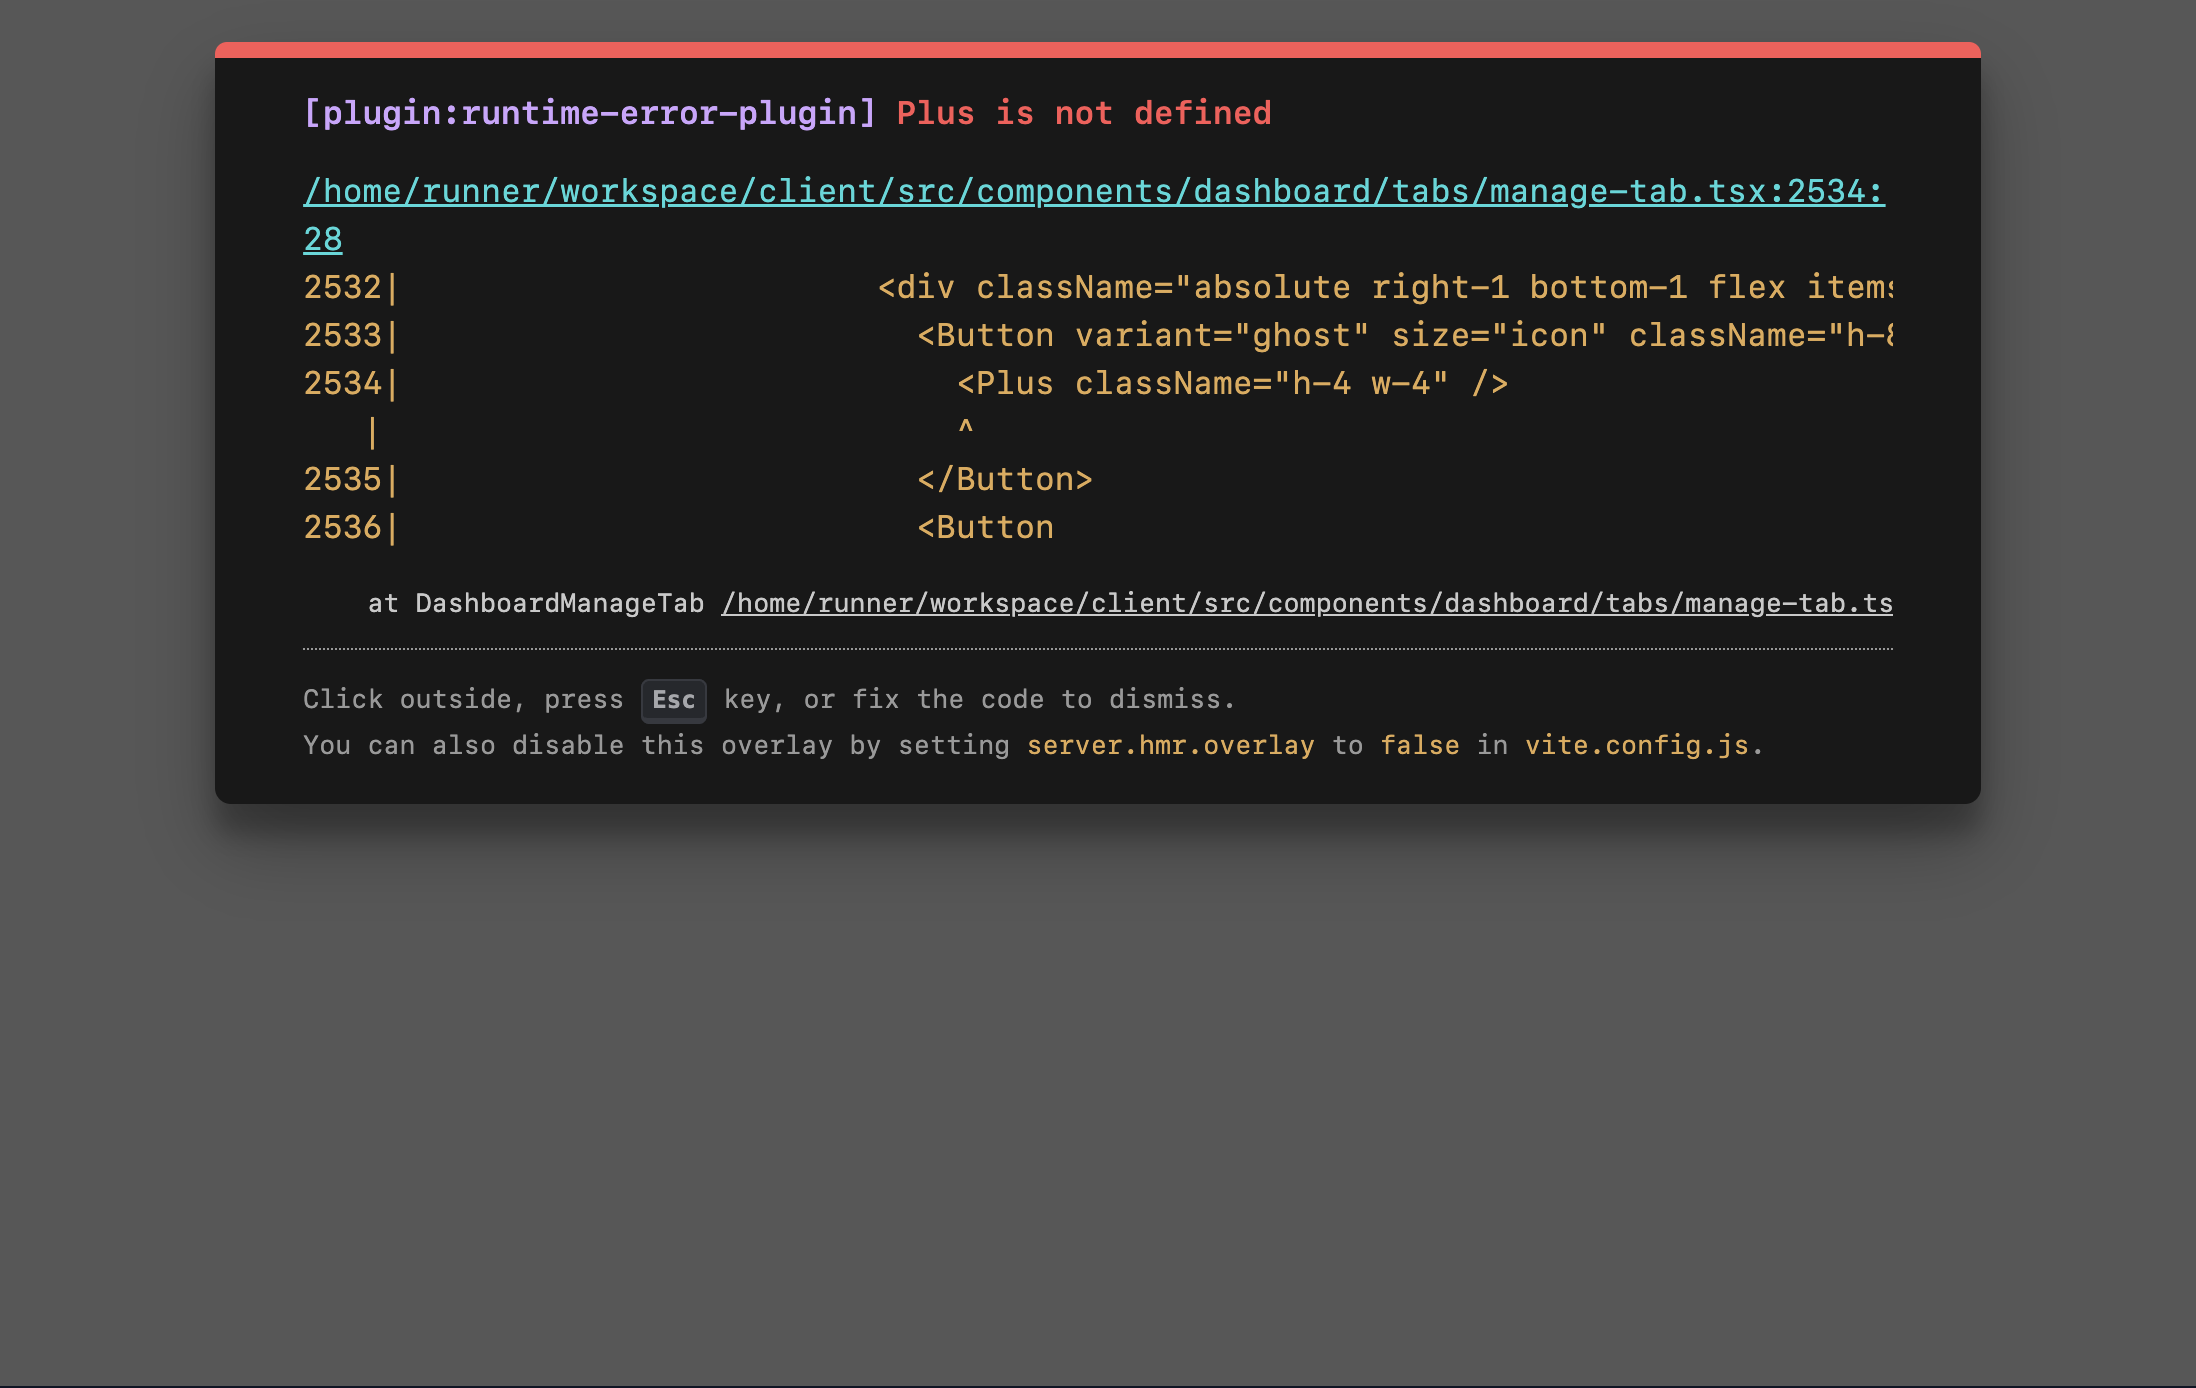 [plugin:runtime-error-plugin] Plus is not defined
/home/runner/workspace/client/src/components/dashboard/tabs/manage-tab.tsx:2534:
28
2532| <div className="absolute right-1 bottom-1 flex items
2533| <Button variant="ghost" size="icon" className="h-8
2534| <Plus className="h-4 w-4" />
| ^
2535| </Button>
2536| <Button
at DashboardManageTab /home/runner/workspace/client/src/components/dashboard/tabs/manage-tab.ts
Click outside, press Esc key, or fix the code to dismiss.
You can also disable this overlay by setting server.hmr.overlay to false in vite.config.js.